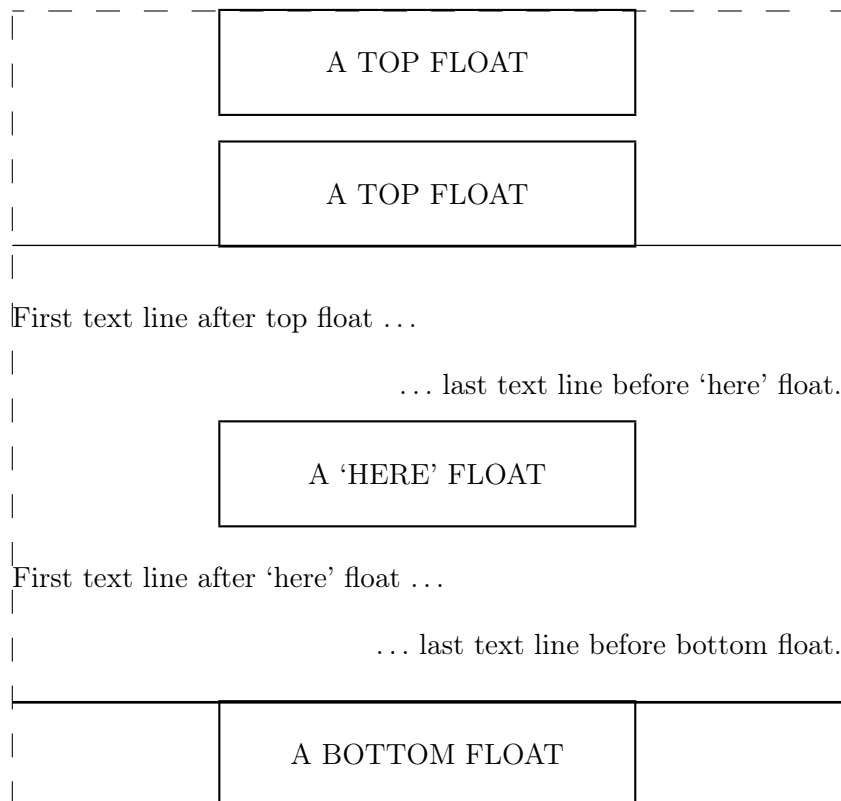 A TOP FLOAT
A TOP FLOAT
First text line after top float . . .
. . . last text line before ‘here’ float.
A ‘HERE’ FLOAT
First text line after ‘here’ float . . .
. . . last text line before bottom float.
A BOTTOM FLOAT